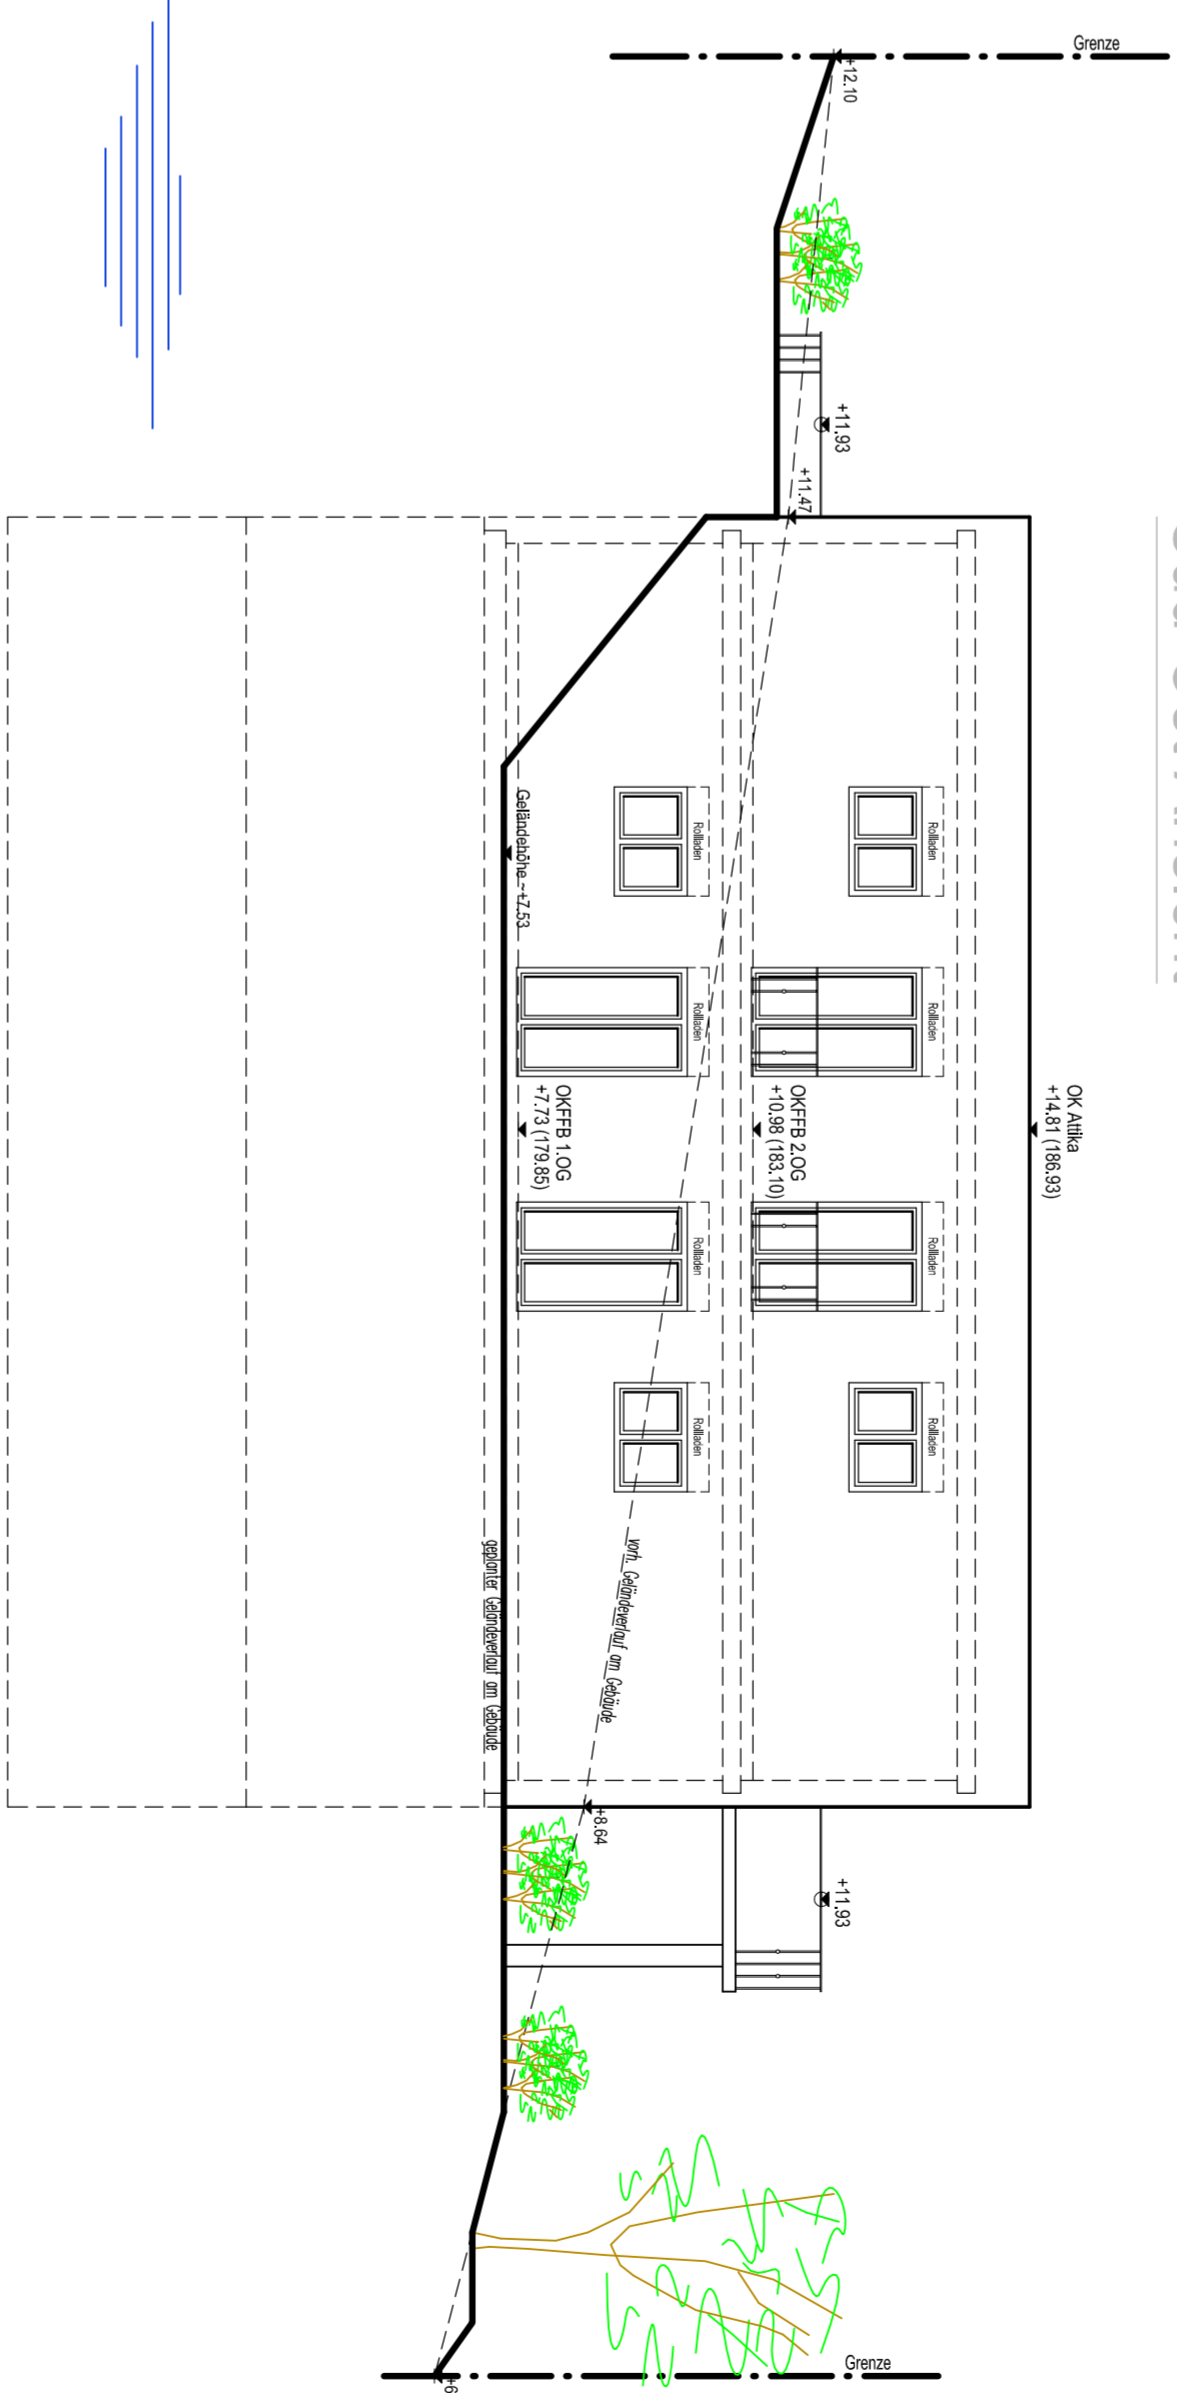 Grenze
+12.10
+11.93
+11.47
OK Attika
+14.81 (186.93)
Rollladen
Rollladen
Rollladen
Rollladen
OKFFB 2.OG
+10.98 (183.10)
Rollladen
Rollladen
Rollladen
Rollladen
OKFFB 1.OG
+7.73 (179.85)
Geländehöhe ~+7.53
vorh. Geländeverlauf am Gebäude
geplanter Geländeverlauf am Gebäude
+8.64
+11.93
Grenze
+6